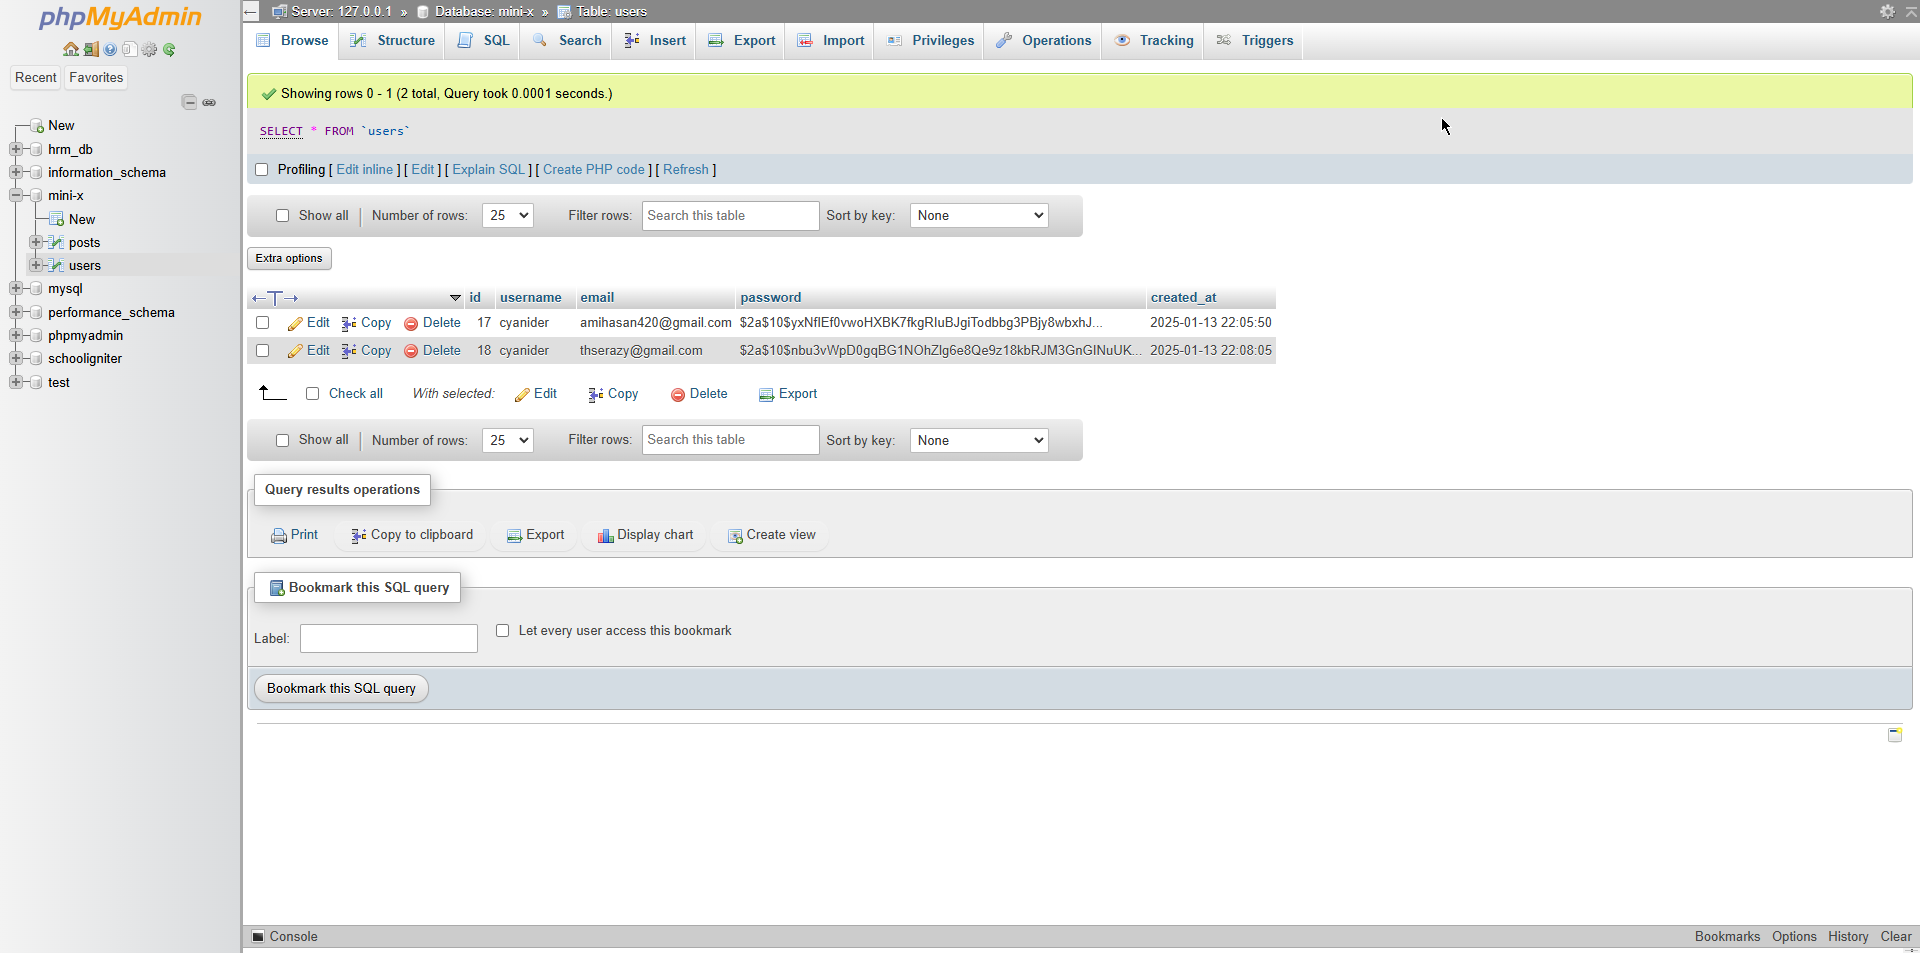 phpMyAdmin
Recent Favorites
New
hrm_db
information_schema
mini-x
New
posts
users
mysql
performance_schema
phpmyadmin
schooligniter
test
Server: 127.0.0.1 » Database: mini-x » Table: users
Browse Structure SQL Search Insert Export Import Privileges Operations Tracking Triggers
Showing rows 0 - 1 (2 total, Query took 0.0001 seconds.)
SELECT * FROM `users`
Profiling [ Edit inline ] [ Edit ] [ Explain SQL ] [ Create PHP code ] [ Refresh ]
Show all Number of rows: 25 Filter rows: Search this table Sort by key: None
Extra options
id username email password created_at
Edit Copy Delete 17 cyanider amihasan420@gmail.com 2025-01-13 22:05:50
Edit Copy Delete 18 cyanider thserazy@gmail.com 2025-01-13 22:08:05
Check all With selected: Edit Copy Delete Export
Show all Number of rows: 25 Filter rows: Search this table Sort by key: None
Query results operations
Print Copy to clipboard Export Display chart Create view
Bookmark this SQL query
Label: Let every user access this bookmark
Bookmark this SQL query
Console Bookmarks Options History Clear